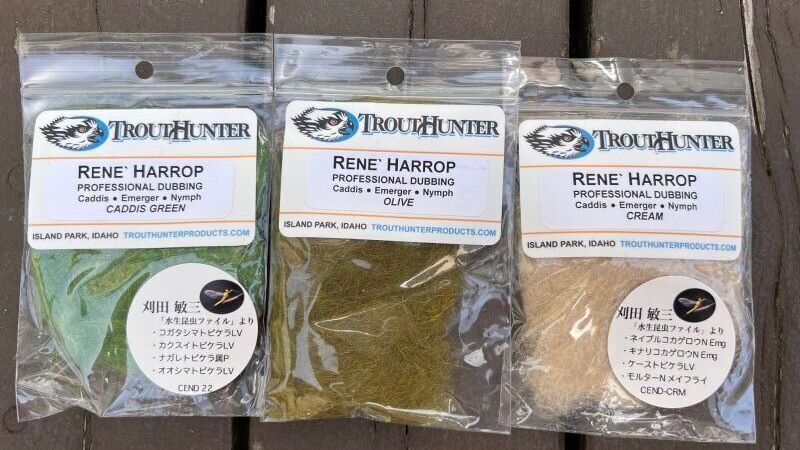 TROUTHUNTER
RENE` HARROP
PROFESSIONAL DUBBING
Caddis ● Emerger ● Nymph
CADDIS GREEN
ISLAND PARK, IDAHO TROUTHUNTERPRODUCTS.COM
刈田 敏三
「水生昆虫ファイル」より
・コガタシマトビケラLV
・カクスイトビケラLV
・ナガレトビケラ属P
・オオシマトビケラLV
CEND 22
TROUTHUNTER
RENE` HARROP
PROFESSIONAL DUBBING
Caddis ● Emerger ● Nymph
OLIVE
ISLAND PARK, IDAHO TROUTHUNTERPRODUCTS.COM
TROUTHUNTER
RENE` HARROP
PROFESSIONAL DUBBING
Caddis ● Emerger ● Nymph
CREAM
ISLAND PARK, IDAHO TROUTHUNTERPRODUCTS.COM
刈田 敏三
「水生昆虫ファイル」より
・ネイブルコカゲロウN Emg
・キナリコカゲロウN Emg
・ケーストビケラLV
・モルターN メイフライ
CEND-CRM